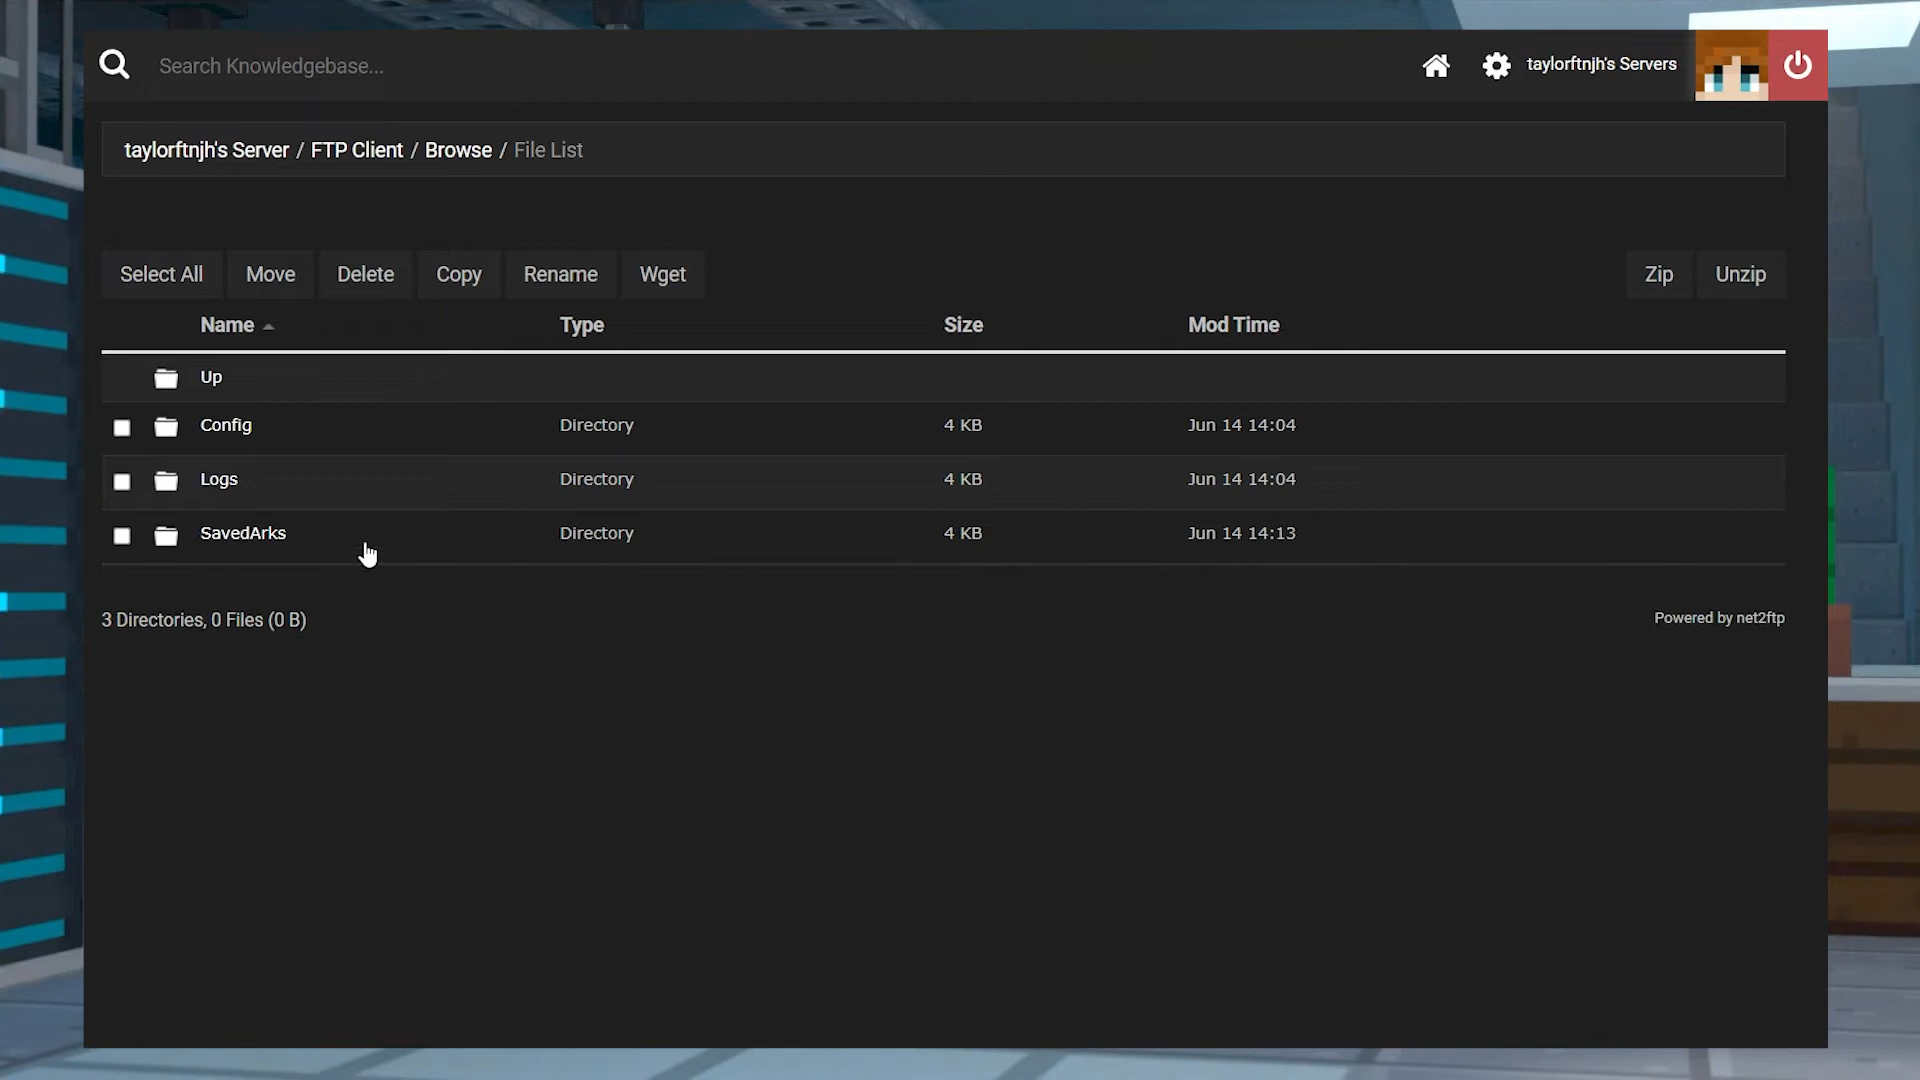 Search Knowledgebase...
taylorftnjh's Servers
taylorftnjh's Server / FTP Client / Browse / File List
Select All Move Delete Copy Rename Wget Zip Unzip
Name Type Size Mod Time
Up
Config Directory 4 KB Jun 14 14:04
Logs Directory 4 KB Jun 14 14:04
SavedArks Directory 4 KB Jun 14 14:13
3 Directories, 0 Files (0 B)
Powered by net2ftp